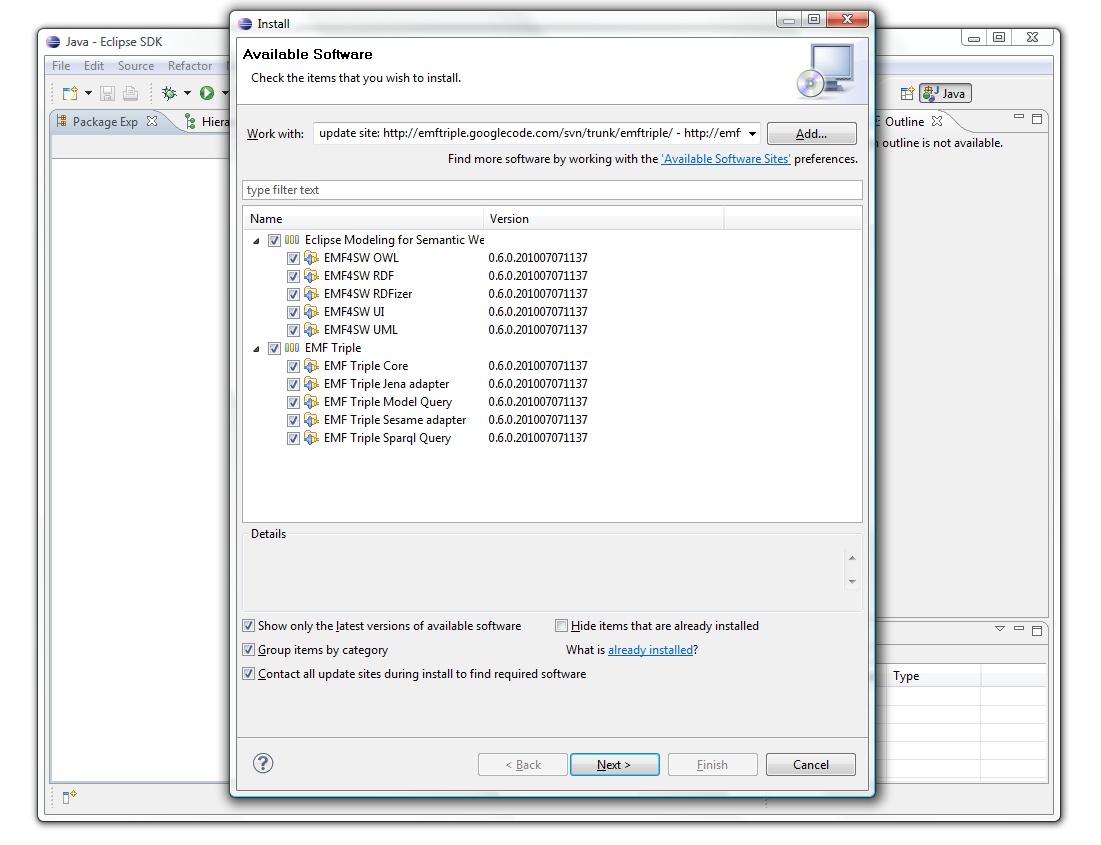 Install
Java - Eclipse SDK
File Edit Source Refactor
Available Software
Check the items that you wish to install.
Java
Package Exp
Hiera
Outline
Work with: update site: http://emftriple.googlecode.com/svn/trunk/emftriple/ - http://emf Add...
outline is not available.
Find more software by working with the 'Available Software Sites' preferences.
type filter text
Name Version
Eclipse Modeling for Semantic We
EMF4SW OWL 0.6.0.201007071137
EMF4SW RDF 0.6.0.201007071137
EMF4SW RDFizer 0.6.0.201007071137
EMF4SW UI 0.6.0.201007071137
EMF4SW UML 0.6.0.201007071137
EMF Triple
EMF Triple Core 0.6.0.201007071137
EMF Triple Jena adapter 0.6.0.201007071137
EMF Triple Model Query 0.6.0.201007071137
EMF Triple Sesame adapter 0.6.0.201007071137
EMF Triple Sparql Query 0.6.0.201007071137
Details
Show only the latest versions of available software Hide items that are already installed
Group items by category What is already installed?
Contact all update sites during install to find required software
Type
< Back Next > Finish Cancel